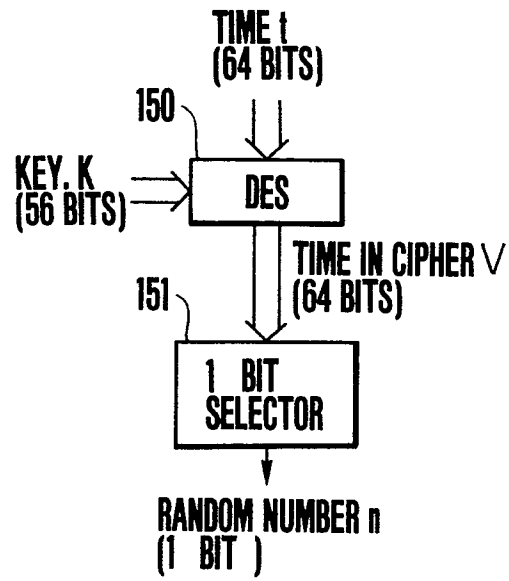 TIME t
(64 BITS)
150
KEY. K
(56 BITS)
DES
TIME IN CIPHER V
(64 BITS)
151
1 BIT
SELECTOR
RANDOM NUMBER n
(1 BIT )